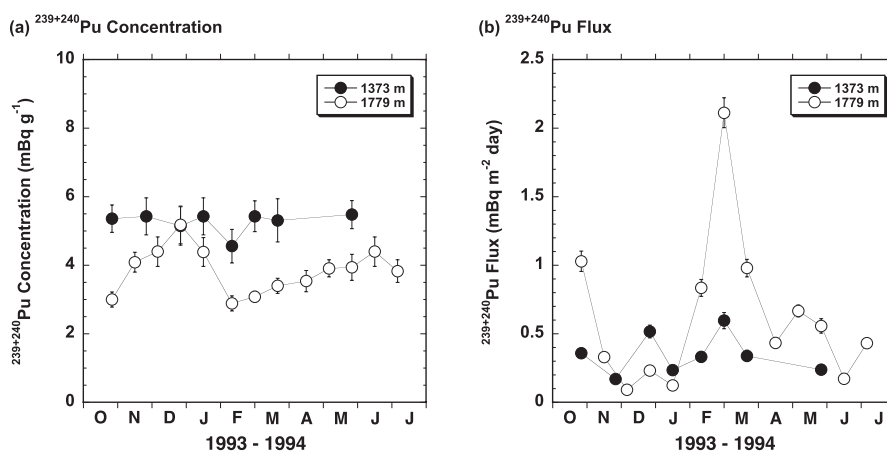 (a) ²³⁹⁺²⁴⁰Pu Concentration
²³⁹⁺²⁴⁰Pu Concentration (mBq g⁻¹)
10
8
6
4
2
0
1373 m
1779 m
O N D J F M A M J J
1993 - 1994
(b) ²³⁹⁺²⁴⁰Pu Flux
²³⁹⁺²⁴⁰Pu Flux (mBq m⁻² day)
2.5
2
1.5
1
0.5
0
1373 m
1779 m
O N D J F M A M J J
1993 - 1994